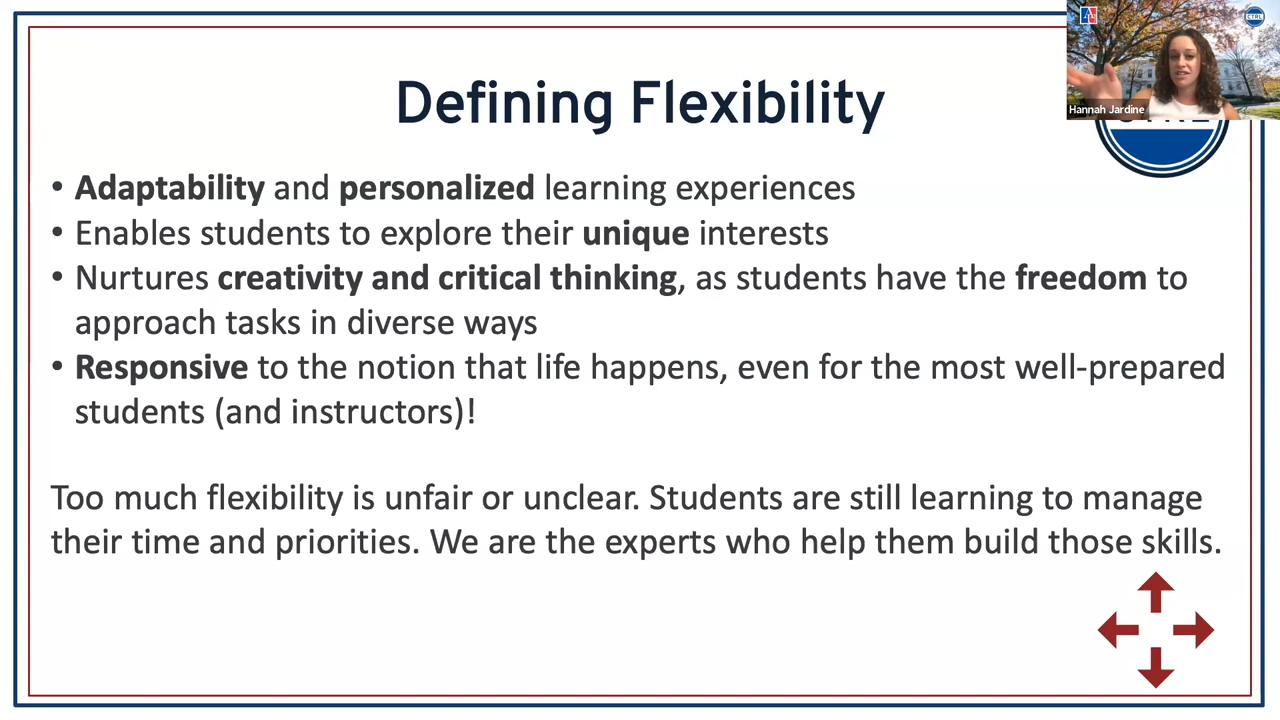 Defining Flexibility
CTRL
Hannah Jardine
• Adaptability and personalized learning experiences
• Enables students to explore their unique interests
• Nurtures creativity and critical thinking, as students have the freedom to
approach tasks in diverse ways
• Responsive to the notion that life happens, even for the most well-prepared
students (and instructors)!
Too much flexibility is unfair or unclear. Students are still learning to manage
their time and priorities. We are the experts who help them build those skills.